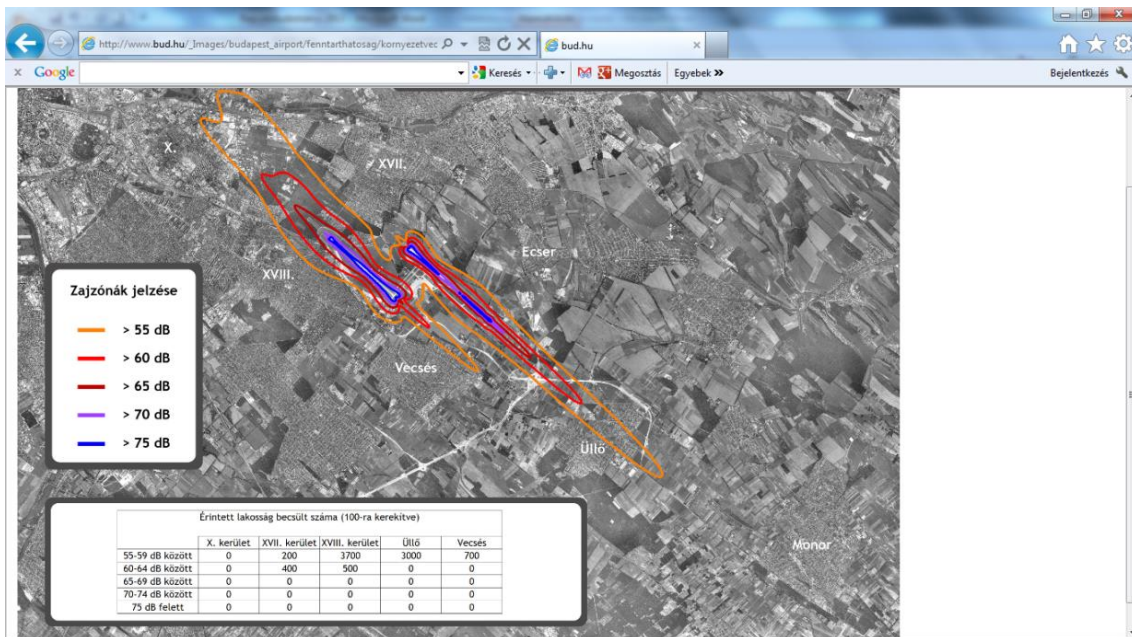 http://www.bud.hu/_Images/budapest_airport/fenntarthatosag/kornyezetvec
bud.hu
x Google
Keresés
Megosztás
Egyebek »
Bejelentkezés
X.
XVII.
Ecser
XVIII.
Vecsés
Üllő
Monor
Zajzónák jelzése
> 55 dB
> 60 dB
> 65 dB
> 70 dB
> 75 dB
Érintett lakosság becsült száma (100-ra kerekítve)
X. kerület XVII. kerület XVIII. kerület Üllő Vecsés
55-59 dB között 0 200 3700 3000 700
60-64 dB között 0 400 500 0 0
65-69 dB között 0 0 0 0 0
70-74 dB között 0 0 0 0 0
75 dB felett 0 0 0 0 0